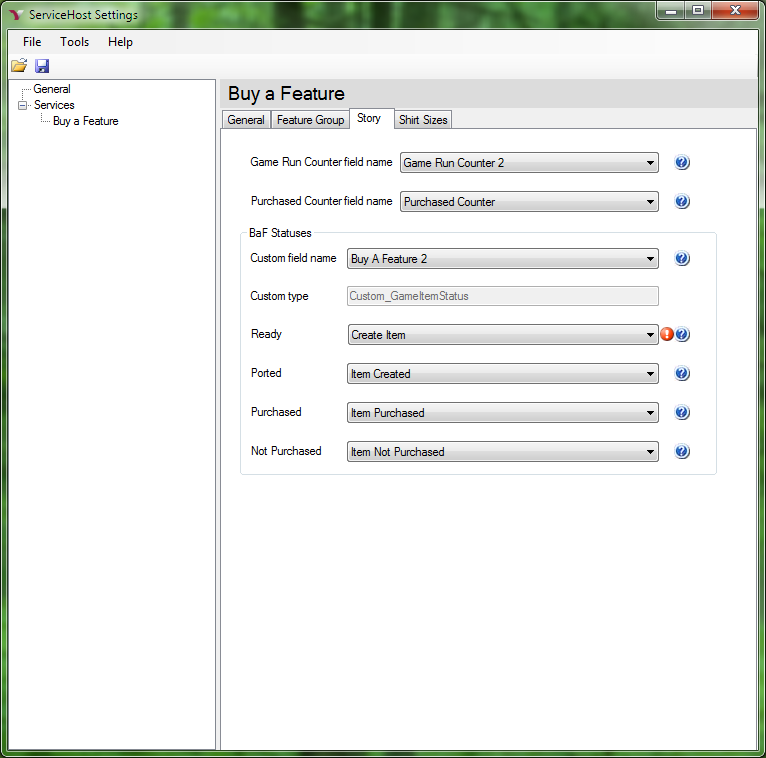 ServiceHost Settings
File Tools Help
General
Services
Buy a Feature
Buy a Feature
General Feature Group Story Shirt Sizes
Game Run Counter field name Game Run Counter 2
Purchased Counter field name Purchased Counter
BaF Statuses
Custom field name Buy A Feature 2
Custom type Custom_GameItemStatus
Ready Create Item
Ported Item Created
Purchased Item Purchased
Not Purchased Item Not Purchased